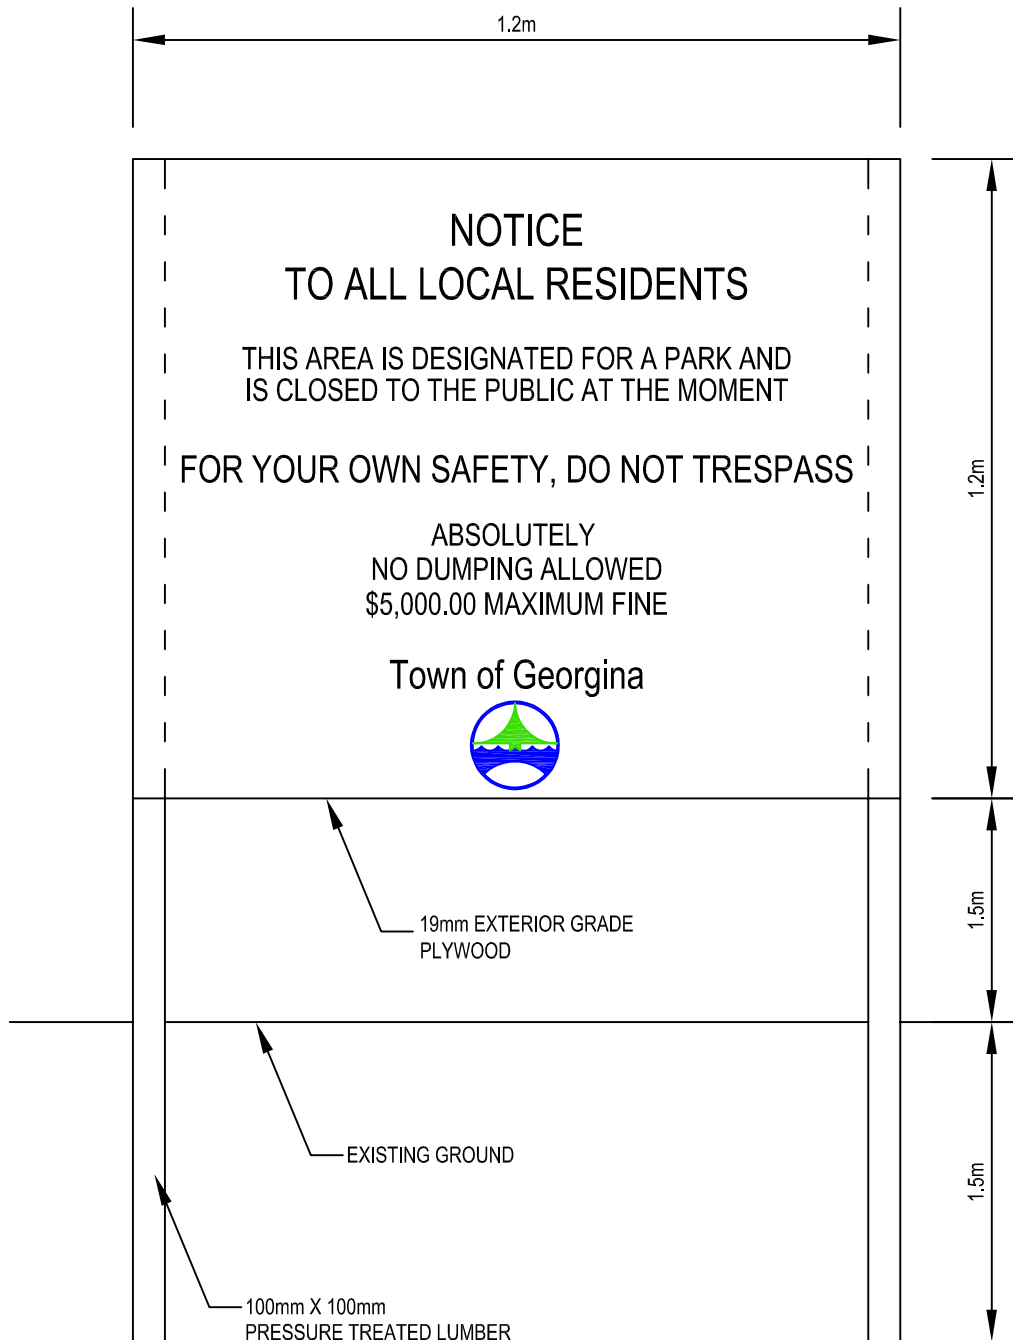 1.2m
NOTICE
TO ALL LOCAL RESIDENTS
THIS AREA IS DESIGNATED FOR A PARK AND
IS CLOSED TO THE PUBLIC AT THE MOMENT
FOR YOUR OWN SAFETY, DO NOT TRESPASS
ABSOLUTELY
NO DUMPING ALLOWED
$5,000.00 MAXIMUM FINE
Town of Georgina
1.2m
19mm EXTERIOR GRADE
PLYWOOD
1.5m
EXISTING GROUND
1.5m
100mm X 100mm
PRESSURE TREATED LUMBER